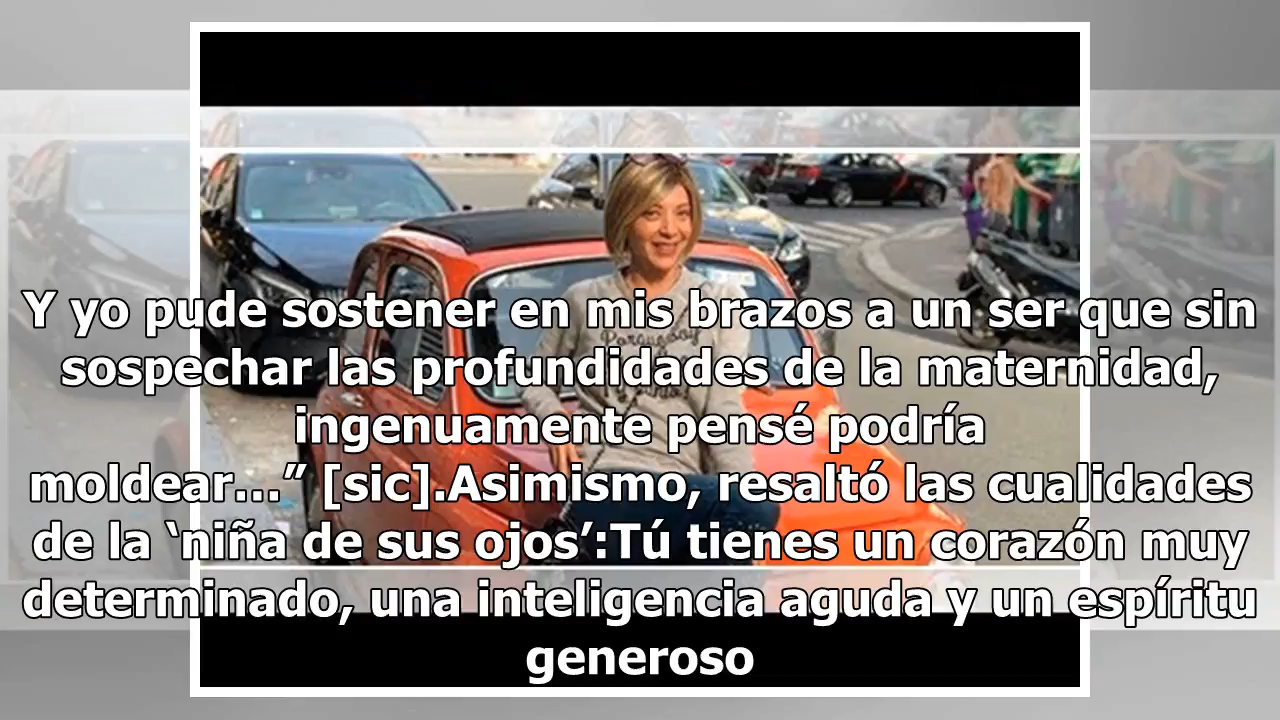 Y yo pude sostener en mis brazos a un ser que sin
sospechar las profundidades de la maternidad,
ingenuamente pensé podría
moldear…” [sic].Asimismo, resaltó las cualidades
de la ‘niña de sus ojos’:Tú tienes un corazón muy
determinado, una inteligencia aguda y un espíritu
generoso